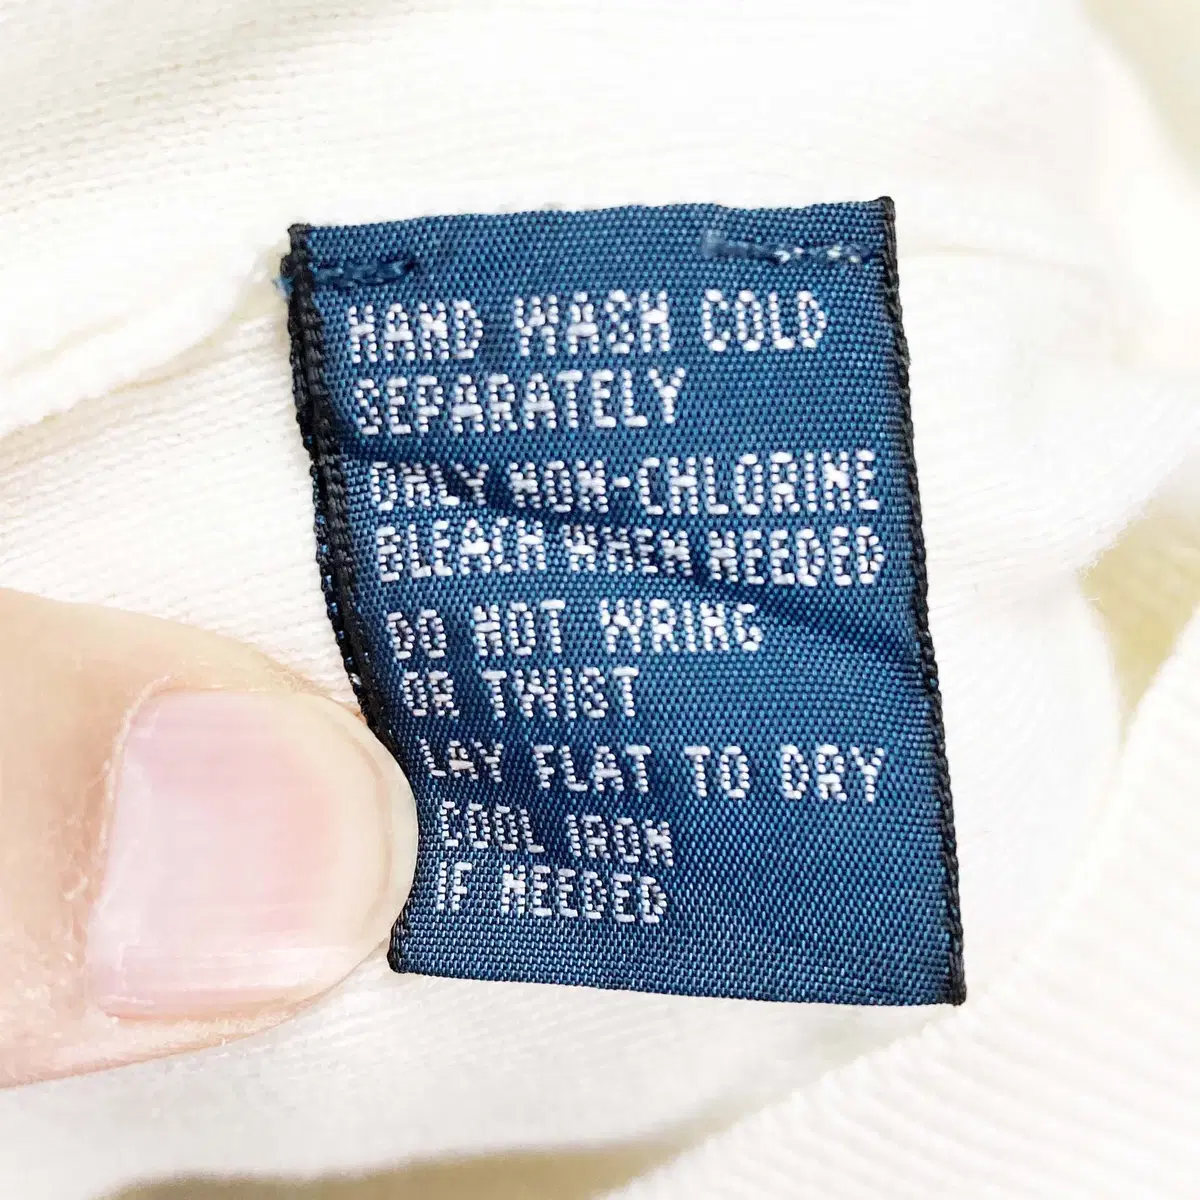 HAND WASH COLD
SEPARATELY
ONLY NON-CHLORINE
BLEACH WHEN NEEDED
DO NOT WRING
OR TWIST
LAY FLAT TO DRY
COOL IRON
IF NEEDED